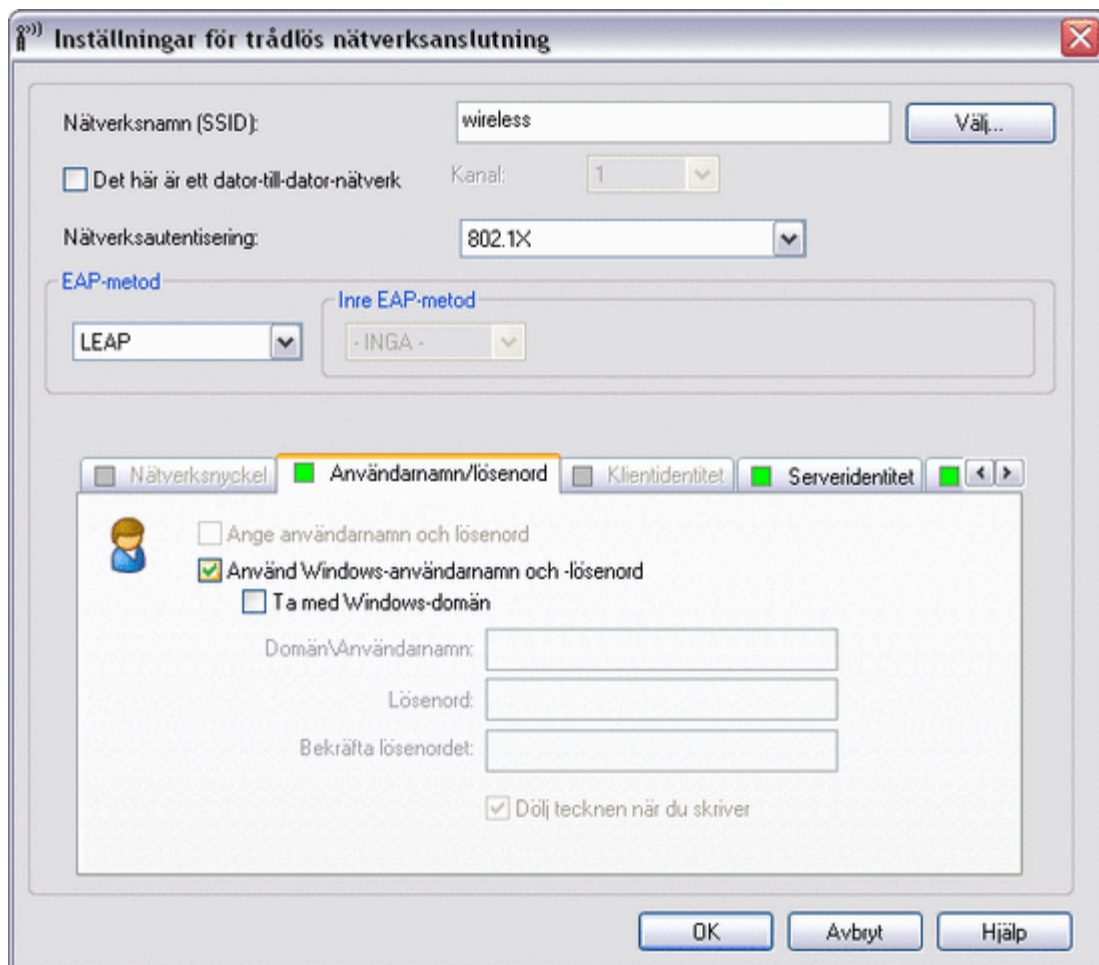 Inställningar för trådlös nätverksanslutning
Nätverksnamn (SSID): wireless Välj...
Det här är ett dator-till-dator-nätverk Kanal: 1
Nätverksautentisering: 802.1X
EAP-metod
Inre EAP-metod
LEAP - INGA -
Nätverksnyckel Användarnamn/lösenord Klientidentitet Serveridentitet
Ange användarnamn och lösenord
Använd Windows-användarnamn och -lösenord
Ta med Windows-domän
Domän\Användarnamn:
Lösenord:
Bekräfta lösenordet:
Dölj tecknen när du skriver
OK Avbryt Hjälp